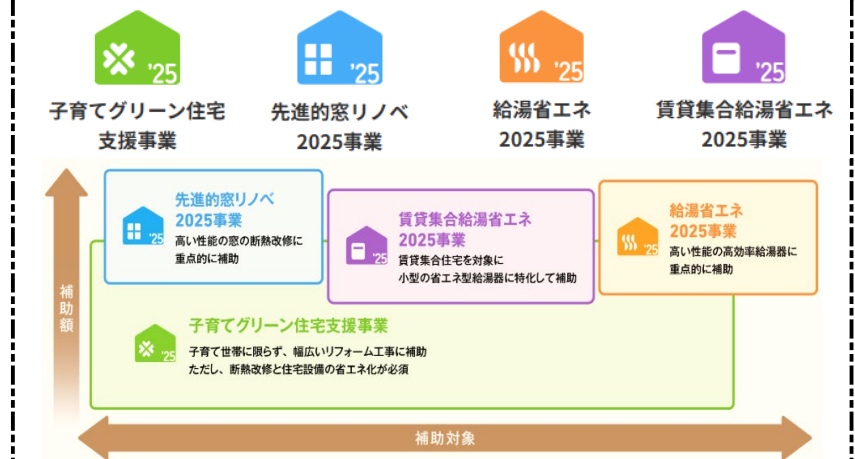 '25
'25
'25
'25
子育てグリーン住宅
支援事業
先進的窓リノベ
2025事業
給湯省エネ
2025事業
賃貸集合給湯省エネ
2025事業
補助額
先進的窓リノベ
2025事業
'25
高い性能の窓の断熱改修に
重点的に補助
賃貸集合給湯省エネ
2025事業
'25
賃貸集合住宅を対象に
小型の省エネ型給湯器に特化して補助
給湯省エネ
2025事業
'25
高い性能の高効率給湯器に
重点的に補助
子育てグリーン住宅支援事業
'25
子育て世帯に限らず、幅広いリフォーム工事に補助
ただし、断熱改修と住宅設備の省エネ化が必須
補助対象